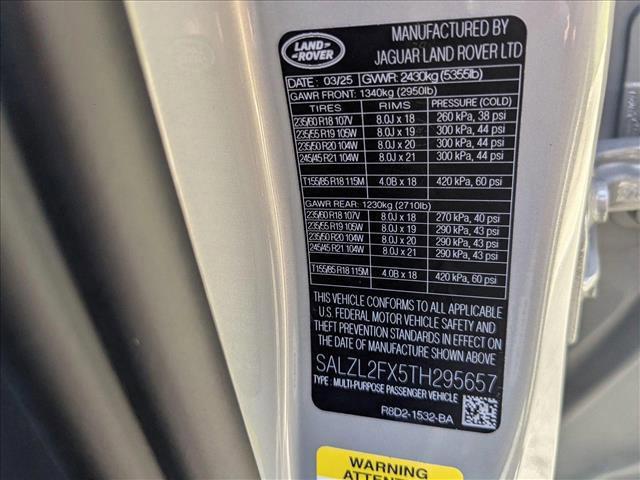 LAND
ROVER
MANUFACTURED BY
JAGUAR LAND ROVER LTD
DATE : 03/25 GVWR: 2430kg (5355lb)
GAWR FRONT: 1340kg (2950lb)
TIRES RIMS PRESSURE (COLD)
235/60 R18 107V 8.0J x 18 260 kPa, 38 psi
235/55 R19 105W 8.0J x 19 300 kPa, 44 psi
235/50 R20 104W 8.0J x 20 300 kPa, 44 psi
245/45 R21 104W 8.0J x 21 300 kPa, 44 psi
T155/85 R18 115M 4.0B x 18 420 kPa, 60 psi
GAWR REAR: 1230kg (2710lb)
235/60 R18 107V 8.0J x 18 270 kPa, 40 psi
235/55 R19 105W 8.0J x 19 290 kPa, 43 psi
235/50 R20 104W 8.0J x 20 290 kPa, 43 psi
245/45 R21 104W 8.0J x 21 290 kPa, 43 psi
T155/85 R18 115M 4.0B x 18 420 kPa, 60 psi
THIS VEHICLE CONFORMS TO ALL APPLICABLE
U.S. FEDERAL MOTOR VEHICLE SAFETY AND
THEFT PREVENTION STANDARDS IN EFFECT ON
THE DATE OF MANUFACTURE SHOWN ABOVE
SALZL2FX5TH295657
TYPE : MULTI-PURPOSE PASSENGER VEHICLE
R8D2-1532-BA
WARNING